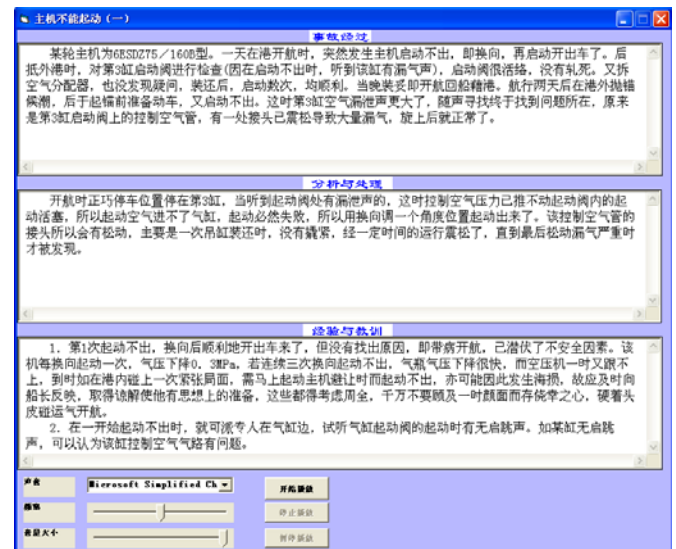 主机不能起动（一）
事故经过
某轮主机为6ESDZ75／160B型。一天在港开航时，突然发生主机启动不出，即换向，再启动开出车了。后
抵外港时，对第3缸启动阀进行检查(因在启动不出时，听到该缸有漏气声)，启动阀很活络，没有轧死。又拆
空气分配器，也没发现疑问，装还后，启动数次，均顺利。当晚装妥即开航回船籍港。航行两天后在港外抛锚
候潮，后于起锚前准备动车，又启动不出。这时第3缸空气漏泄声更大了，随声寻找终于找到问题所在，原来
是第3缸启动阀上的控制空气管，有一处接头已震松导致大量漏气，旋上后就正常了。
分析与处理
开航时正巧停车位置停在第3缸，当听到起动阀处有漏泄声的，这时控制空气压力已推不动起动阀内的起
动活塞，所以起动空气进不了气缸，起动必然失败，所以用换向调一个角度位置起动出来了。该控制空气管的
接头所以会有松动，主要是一次吊缸装还时，没有撬紧，经一定时间的运行震松了，直到最后松动漏气严重时
才被发现。
经验与教训
1．第1次起动不出，换向后顺利地开出车来了，但没有找出原因，即带病开航，己潜伏了不安全因素。该
机每换向起动一次，气压下降0．3MPa，若连续三次换向起动不出，气瓶气压下降很快，而空压机一时又跟不
上，到时如在港内碰上一次紧张局面，需马上起动主机避让时而起动不出，亦可能因此发生海损，故应及时向
船长反映，取得谅解使他有思想上的准备，这些都得考虑周全，千万不要顾及一时颜面而存侥幸之心，硬着头
皮碰运气开航。
2．在一开始起动不出时，就可派专人在气缸边，试听气缸起动阀的起动时有无启跳声。如某缸无启跳
声，可以认为该缸控制空气气路有问题。
声音
Microsoft Simplified Ch
开始播放
频率
停止播放
音量大小
暂停播放